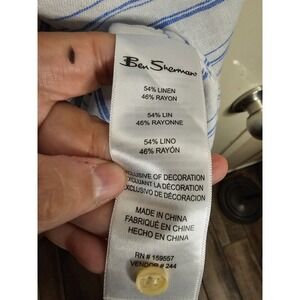 Ben Sherman
54% LINEN
46% RAYON
54% LIN
46% RAYONNE
54% LINO
46% RAYÓN
EXCLUSIVE OF DECORATION
EXCLUANT LA DÉCORATION
EXCLUSIVO DE DECORACIÓN
MADE IN CHINA
FABRIQUÉ EN CHINE
HECHO EN CHINA
RN # 159557
VENDOR # 244